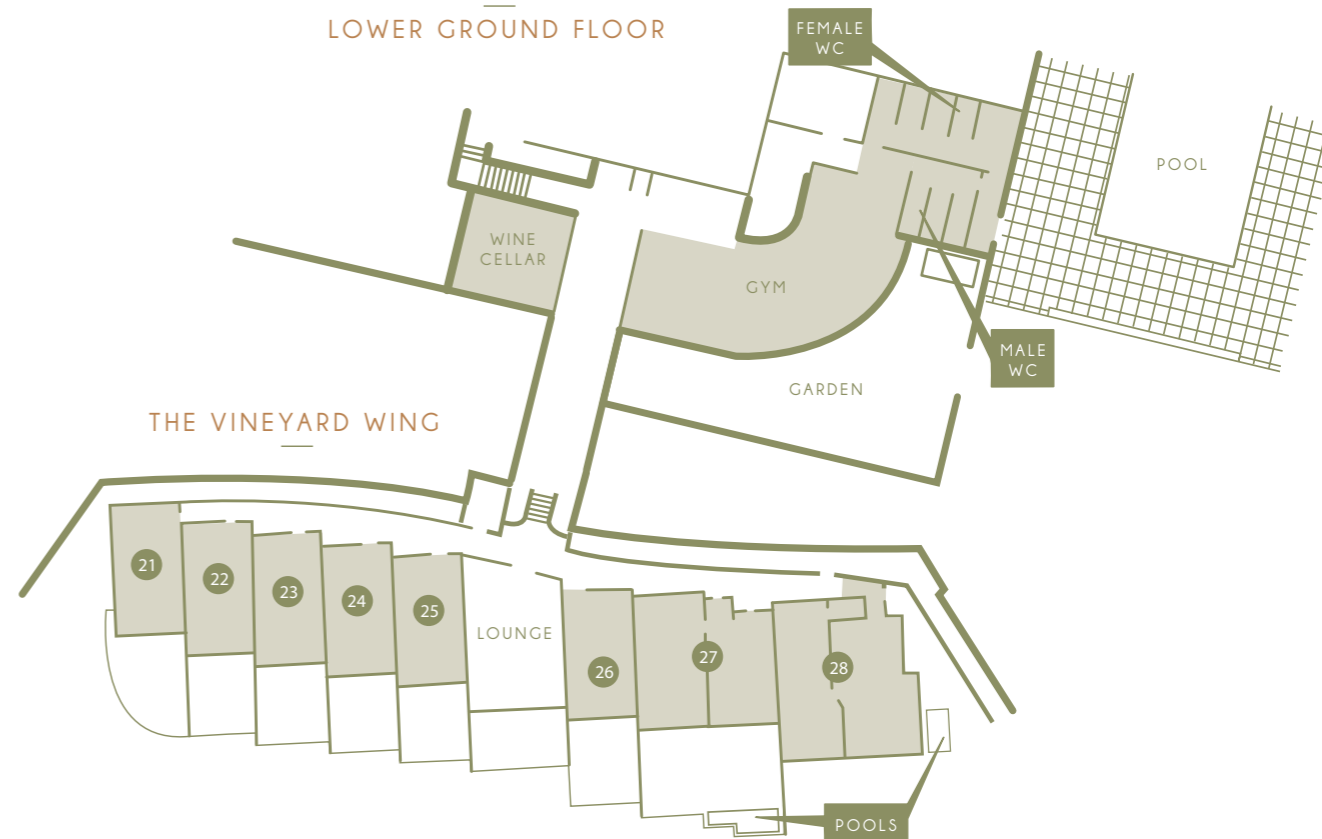 LOWER GROUND FLOOR
FEMALE
WC
POOL
WINE
CELLAR
GYM
MALE
WC
GARDEN
THE VINEYARD WING
21
22
23
24
25
LOUNGE
26
27
28
POOLS